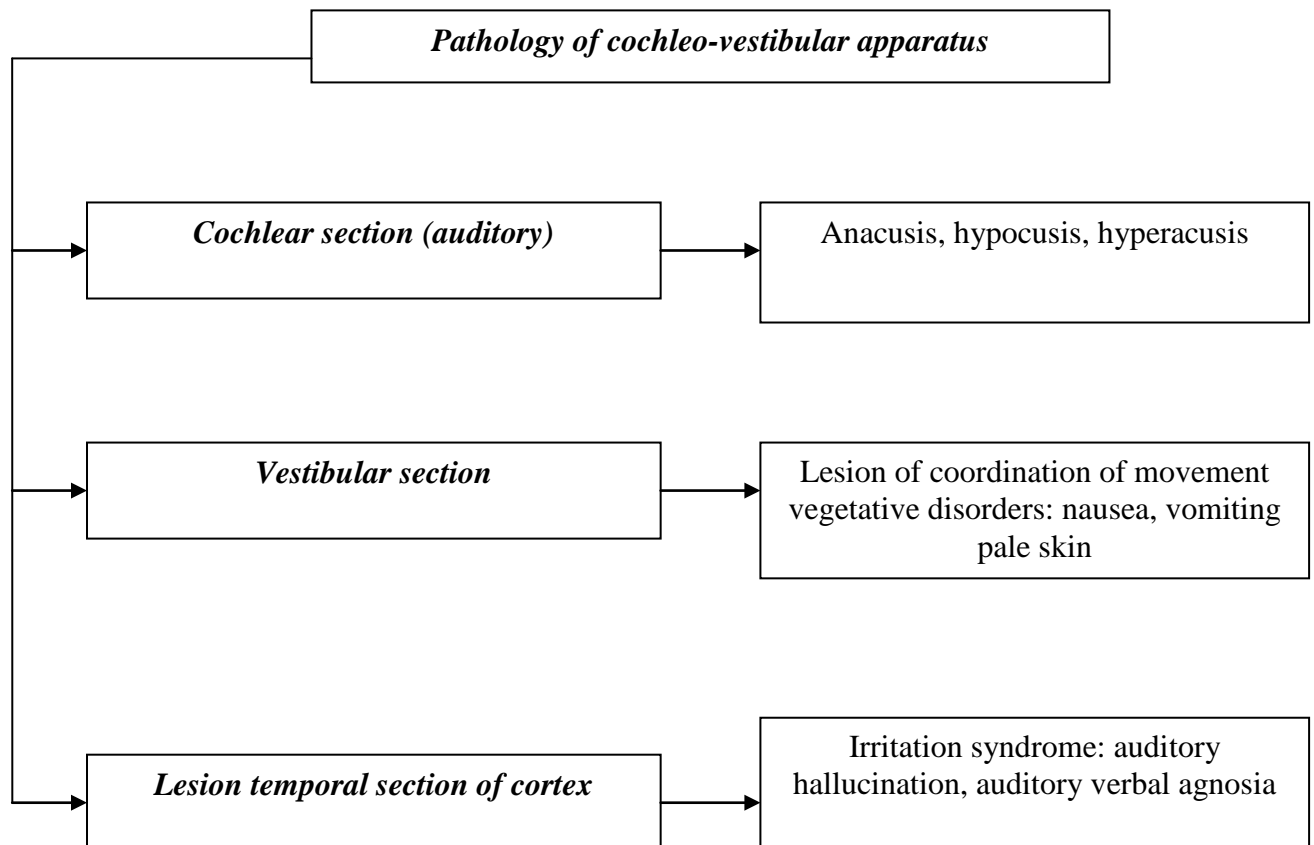 Pathology of cochleo-vestibular apparatus
Cochlear section (auditory)
Anacusis, hypocusis, hyperacusis
Vestibular section
Lesion of coordination of movement
vegetative disorders: nausea, vomiting
pale skin
Lesion temporal section of cortex
Irritation syndrome: auditory
hallucination, auditory verbal agnosia